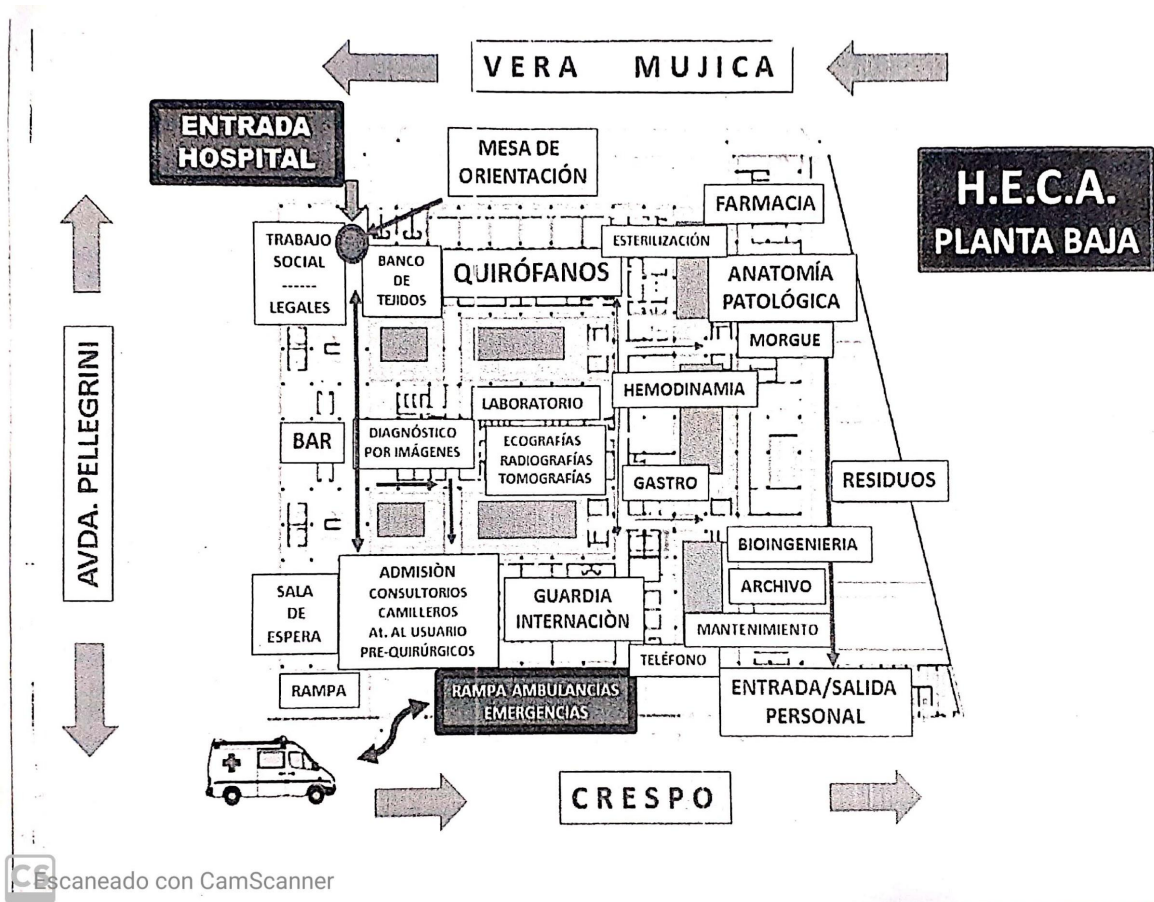 VERA MUJICA
ENTRADA
HOSPITAL
MESA DE
ORIENTACIÓN
H.E.C.A.
PLANTA BAJA
FARMACIA
TRABAJO
SOCIAL
------
LEGALES
BANCO
DE
TEJIDOS
QUIRÓFANOS
ESTERILIZACIÓN
ANATOMÍA
PATOLÓGICA
MORGUE
AVDA. PELLEGRINI
HEMODINAMIA
LABORATORIO
BAR
DIAGNÓSTICO
POR IMÁGENES
ECOGRAFÍAS
RADIOGRAFÍAS
TOMOGRAFÍAS
GASTRO
RESIDUOS
BIOINGENIERIA
ARCHIVO
SALA
DE
ESPERA
ADMISIÒN
CONSULTORIOS
CAMILLEROS
At. AL USUARIO
PRE-QUIRÚRGICOS
GUARDIA
INTERNACIÒN
MANTENIMIENTO
TELÉFONO
RAMPA
RAMPA AMBULANCIAS
EMERGENCIAS
ENTRADA/SALIDA
PERSONAL
CRESPO
CS Escaneado con CamScanner